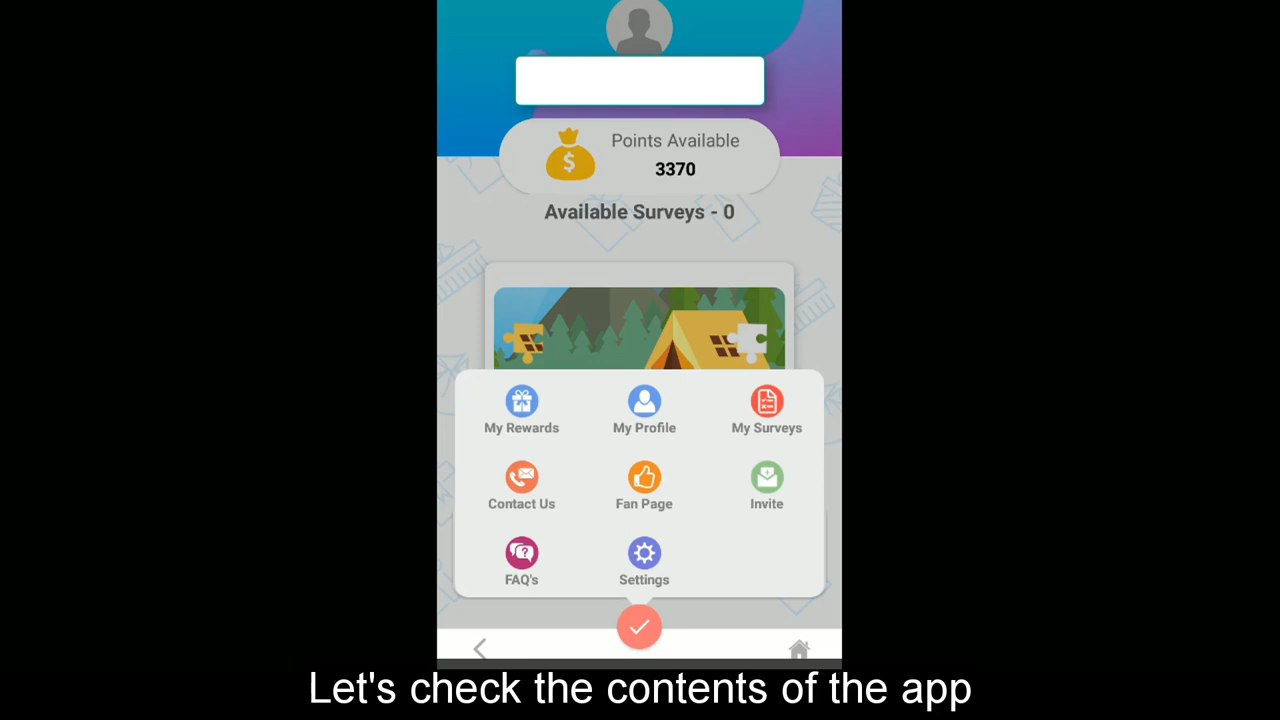 Points Available
3370
Available Surveys - 0
My Rewards
My Profile
My Surveys
Contact Us
Fan Page
Invite
FAQ's
Settings
Let's check the contents of the app